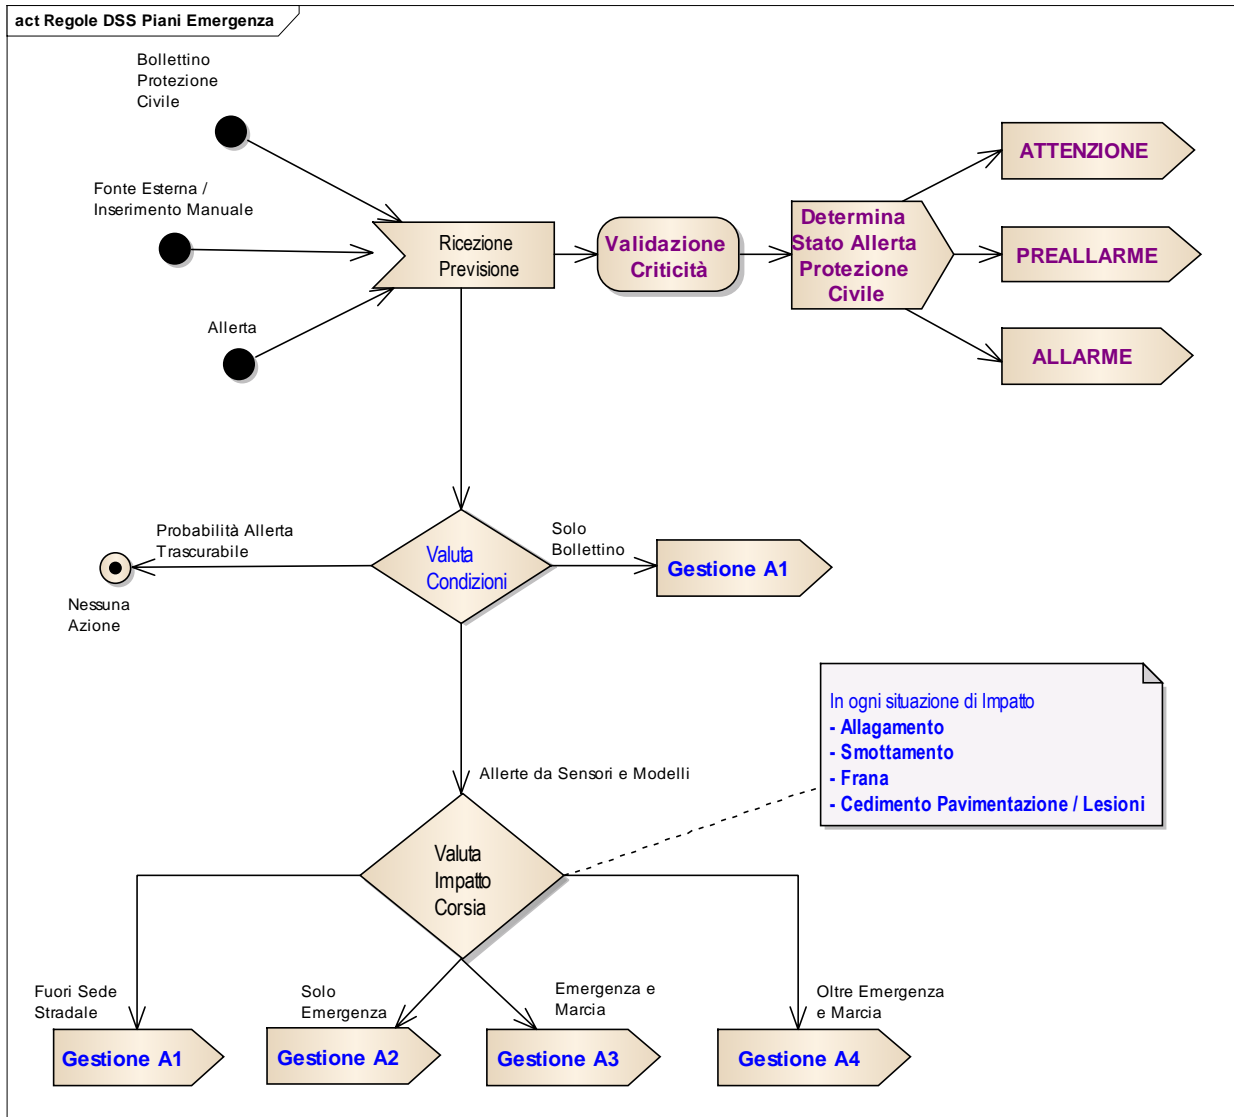 act Regole DSS Piani Emergenza
Bollettino
Protezione
Civile
Fonte Esterna /
Inserimento Manuale
Allerta
Ricezione
Previsione
Validazione
Criticità
Determina
Stato Allerta
Protezione
Civile
ATTENZIONE
PREALLARME
ALLARME
Probabilità Allerta
Trascurabile
Nessuna
Azione
Valuta
Condizioni
Solo
Bollettino
Gestione A1
In ogni situazione di Impatto
- Allagamento
- Smottamento
- Frana
- Cedimento Pavimentazione / Lesioni
Allerte da Sensori e Modelli
Valuta
Impatto
Corsia
Fuori Sede
Stradale
Solo
Emergenza
Emergenza e
Marcia
Oltre Emergenza
e Marcia
Gestione A1
Gestione A2
Gestione A3
Gestione A4